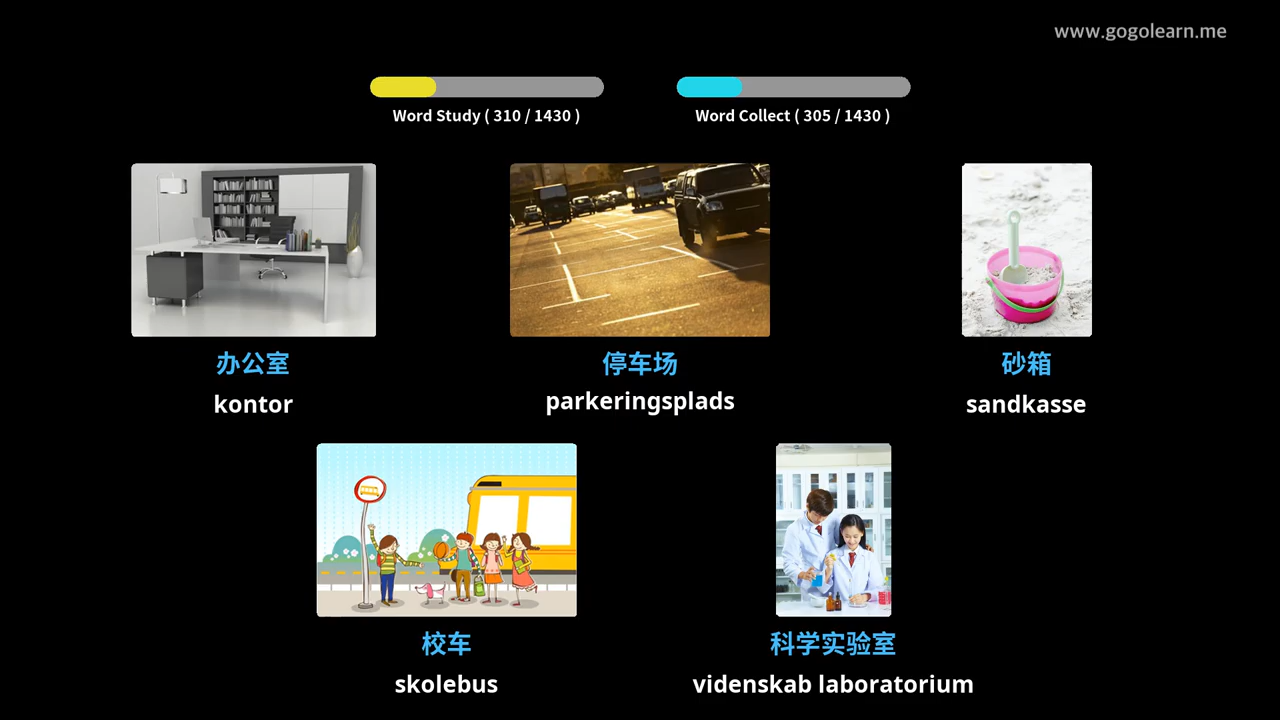 www.gogolearn.me
Word Study ( 310 / 1430 )
Word Collect ( 305 / 1430 )
办公室
kontor
停车场
parkeringsplads
砂箱
sandkasse
校车
skolebus
科学实验室
videnskab laboratorium